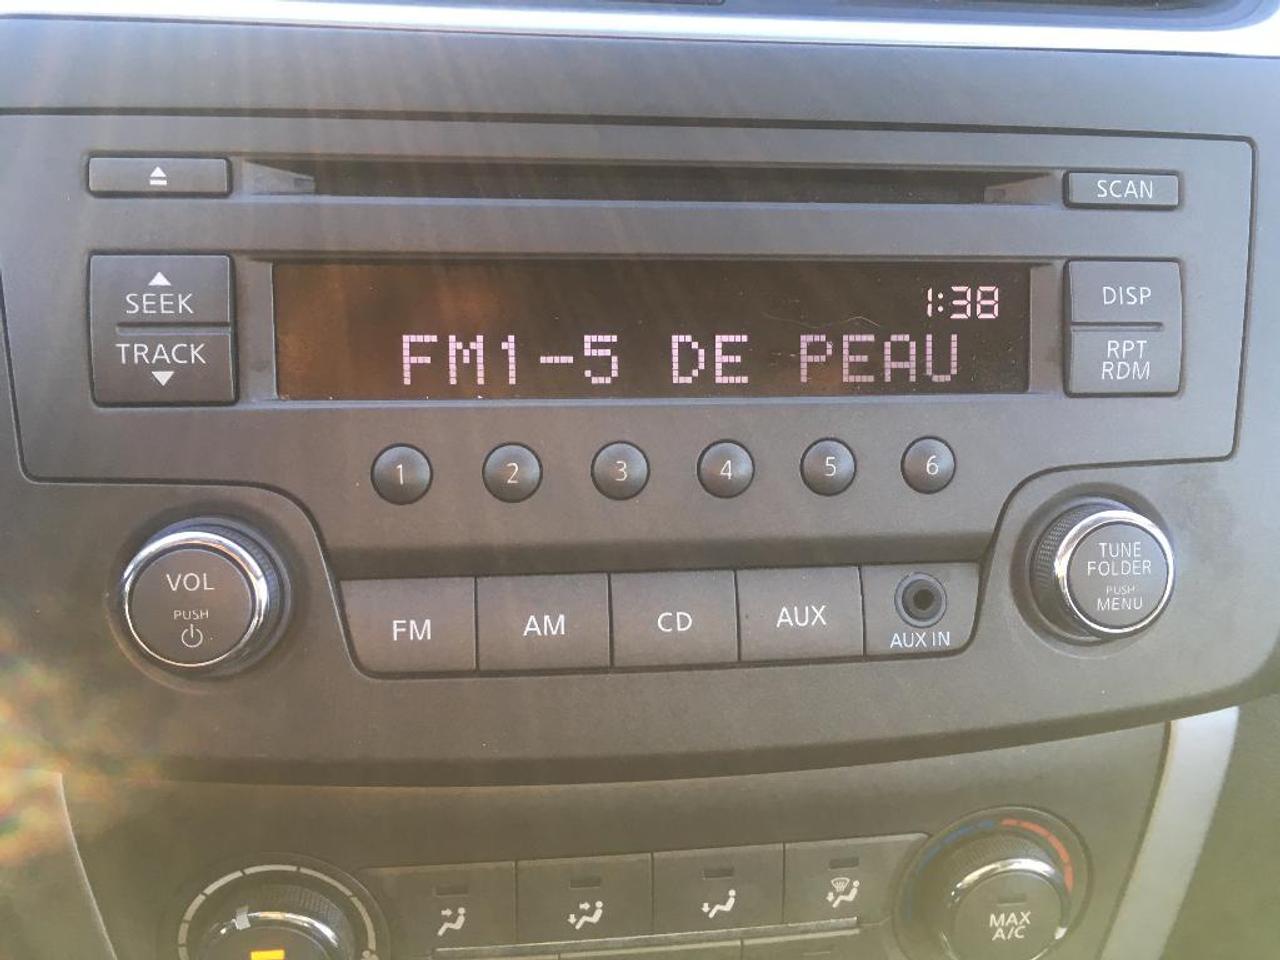 SCAN
SEEK
TRACK
1:38
FM1-5 DE PEAU
DISP
RPT
RDM
1 2 3 4 5 6
VOL
PUSH
FM AM CD AUX
AUX IN
TUNE
FOLDER
PUSH
MENU
MAX
A/C